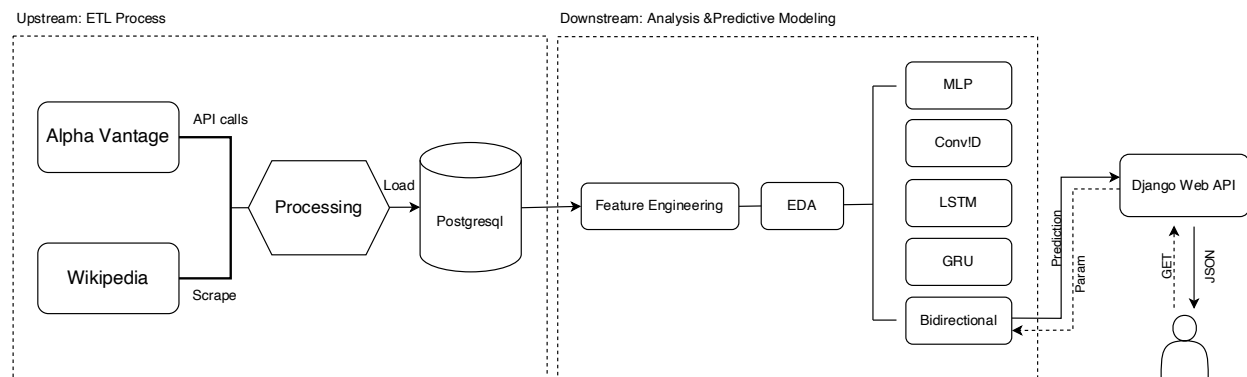 Upstream: ETL Process
Downstream: Analysis &Predictive Modeling
Alpha Vantage
API calls
Wikipedia
Scrape
Processing
Load
Postgresql
Feature Engineering
EDA
MLP
Conv!D
LSTM
GRU
Bidirectional
Prediction
Param
Django Web API
GET
JSON